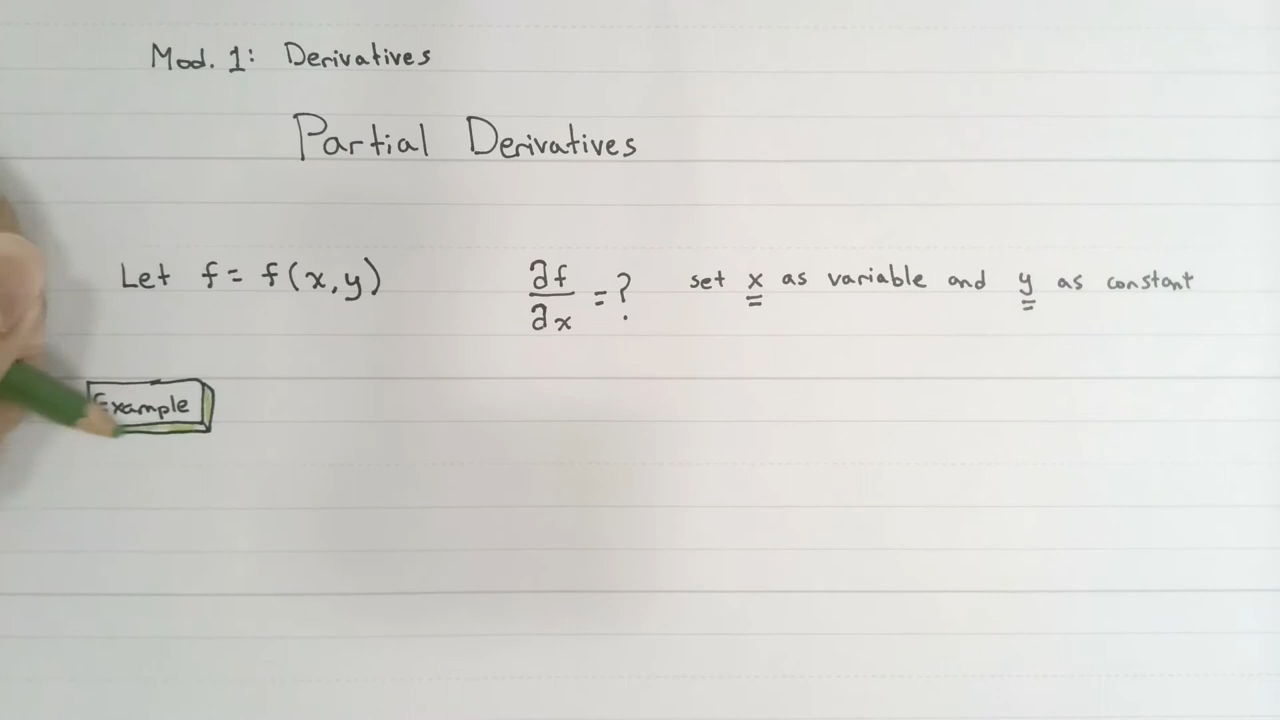 Mod. 1: Derivatives
Partial Derivatives
Let f = f(x,y) ∂f/∂x = ? set x as variable and y as constant
Example